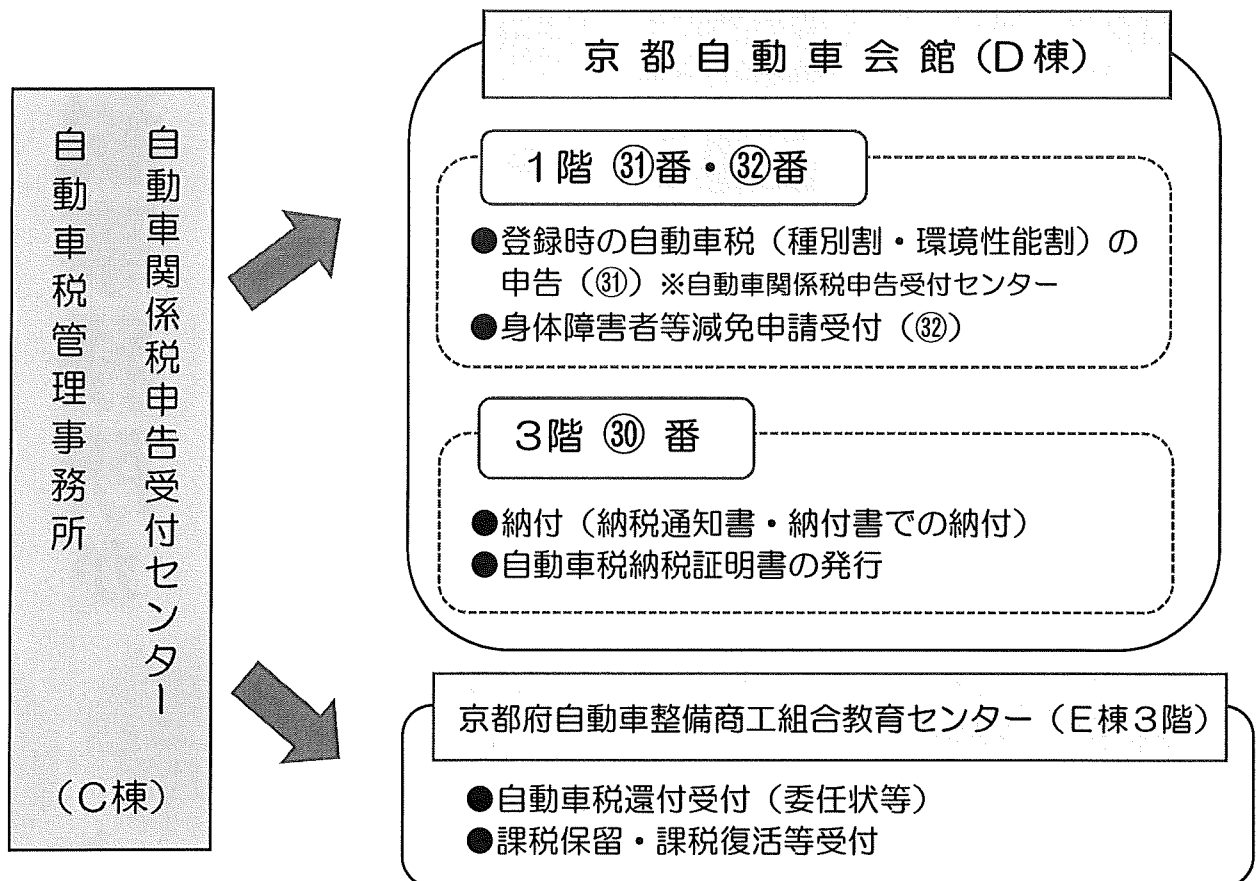 自動車関係税申告受付センター
自動車税管理事務所
（C棟）
京都自動車会館（D棟）
1階 ㉛番・㉜番
●登録時の自動車税（種別割・環境性能割）の
申告（㉛）※自動車関係税申告受付センター
●身体障害者等減免申請受付（㉜）
3階 ㉚ 番
●納付（納税通知書・納付書での納付）
●自動車税納税証明書の発行
京都府自動車整備商工組合教育センター（E棟3階）
●自動車税還付受付（委任状等）
●課税保留・課税復活等受付